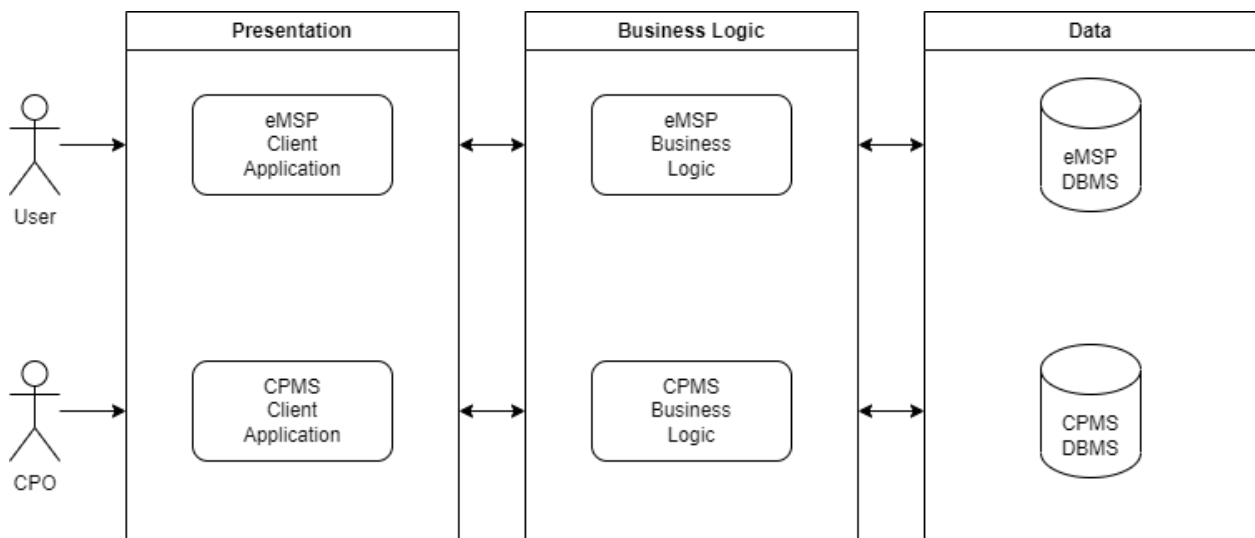 Presentation
Business Logic
Data
User
eMSP
Client
Application
eMSP
Business
Logic
eMSP
DBMS
CPO
CPMS
Client
Application
CPMS
Business
Logic
CPMS
DBMS